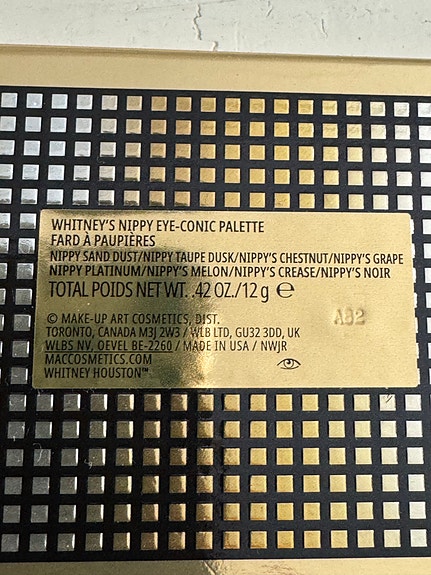 WHITNEY'S NIPPY EYE-CONIC PALETTE
FARD À PAUPIÈRES
NIPPY SAND DUST/NIPPY TAUPE DUSK/NIPPY'S CHESTNUT/NIPPY'S GRAPE
NIPPY PLATINUM/NIPPY'S MELON/NIPPY'S CREASE/NIPPY'S NOIR
TOTAL POIDS NET WT. .42 OZ./12 g ℮
© MAKE-UP ART COSMETICS, DIST.
TORONTO, CANADA M3J 2W3 / WLB LTD, GU32 3DD, UK
WLBS NV, OEVEL BE-2260 / MADE IN USA / NWJR
MACCOSMETICS.COM
WHITNEY HOUSTON™
A82